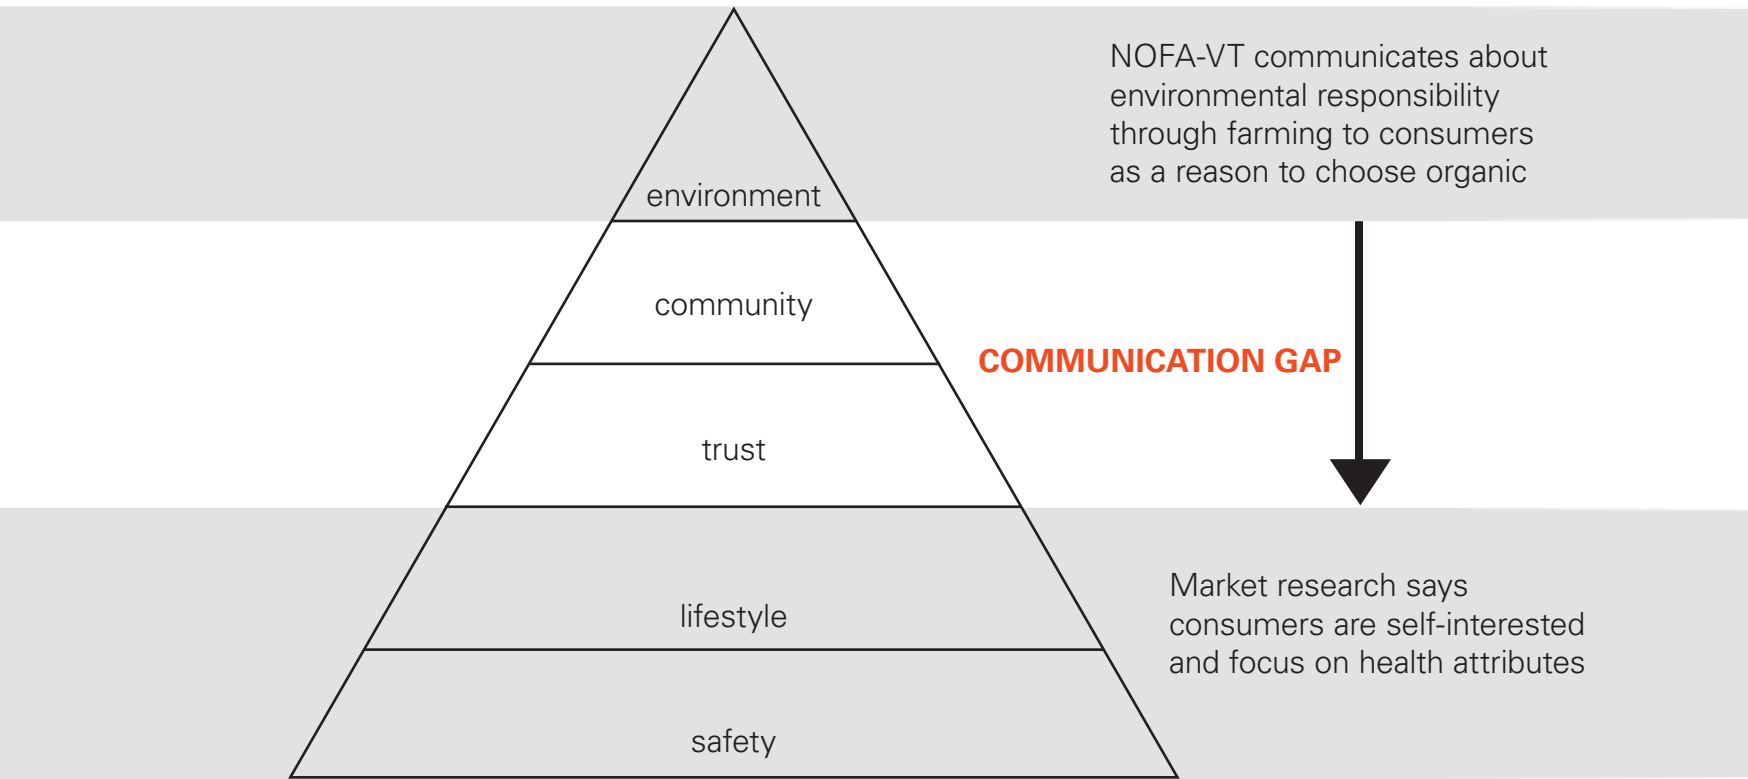 NOFA-VT communicates about
environmental responsibility
through farming to consumers
as a reason to choose organic
environment
community
COMMUNICATION GAP
trust
Market research says
consumers are self-interested
and focus on health attributes
lifestyle
safety